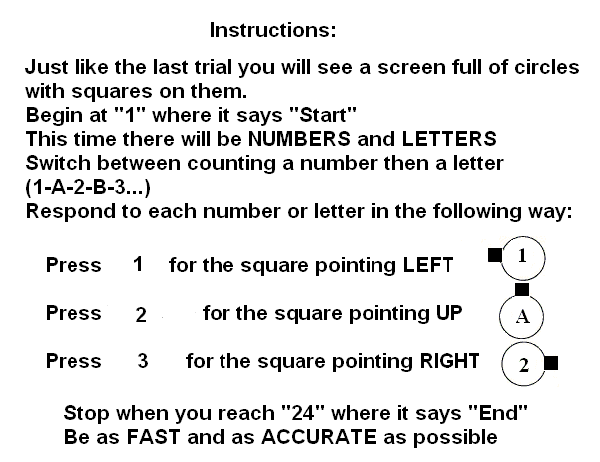 Instructions:
Just like the last trial you will see a screen full of circles
with squares on them.
Begin at "1" where it says "Start"
This time there will be NUMBERS and LETTERS
Switch between counting a number then a letter
(1-A-2-B-3...)
Respond to each number or letter in the following way:
Press 1 for the square pointing LEFT 1
Press 2 for the square pointing UP A
Press 3 for the square pointing RIGHT 2
Stop when you reach "24" where it says "End"
Be as FAST and as ACCURATE as possible